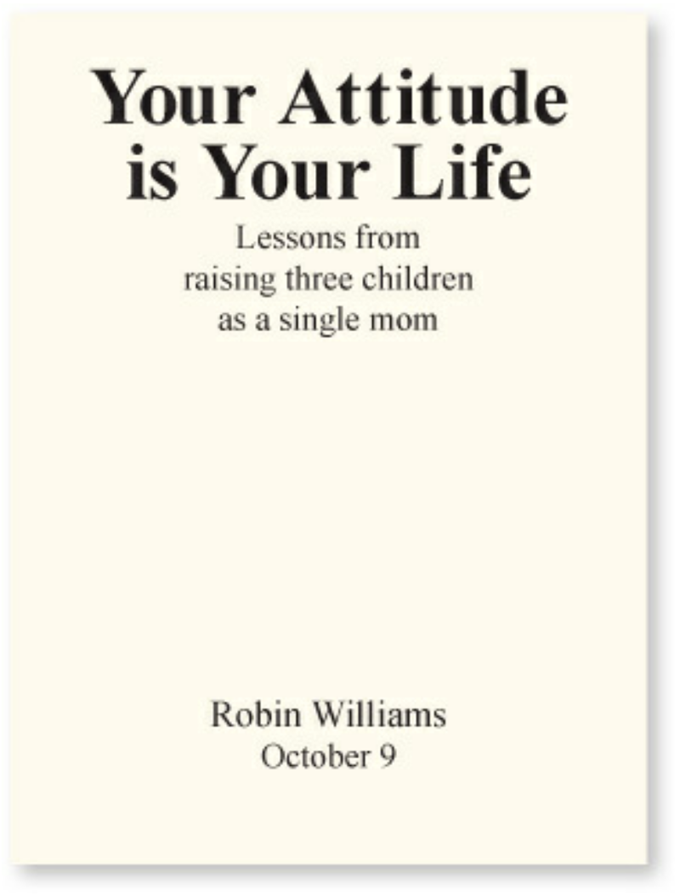 Your Attitude
is Your Life
Lessons from
raising three children
as a single mom
Robin Williams
October 9